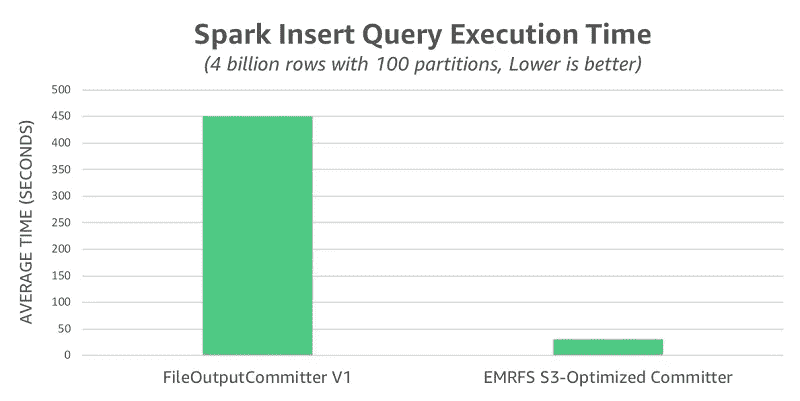 Spark Insert Query Execution Time
(4 billion rows with 100 partitions, Lower is better)
AVERAGE TIME (SECONDS)
500
450
400
350
300
250
200
150
100
50
0
FileOutputCommitter V1
EMRFS S3-Optimized Committer